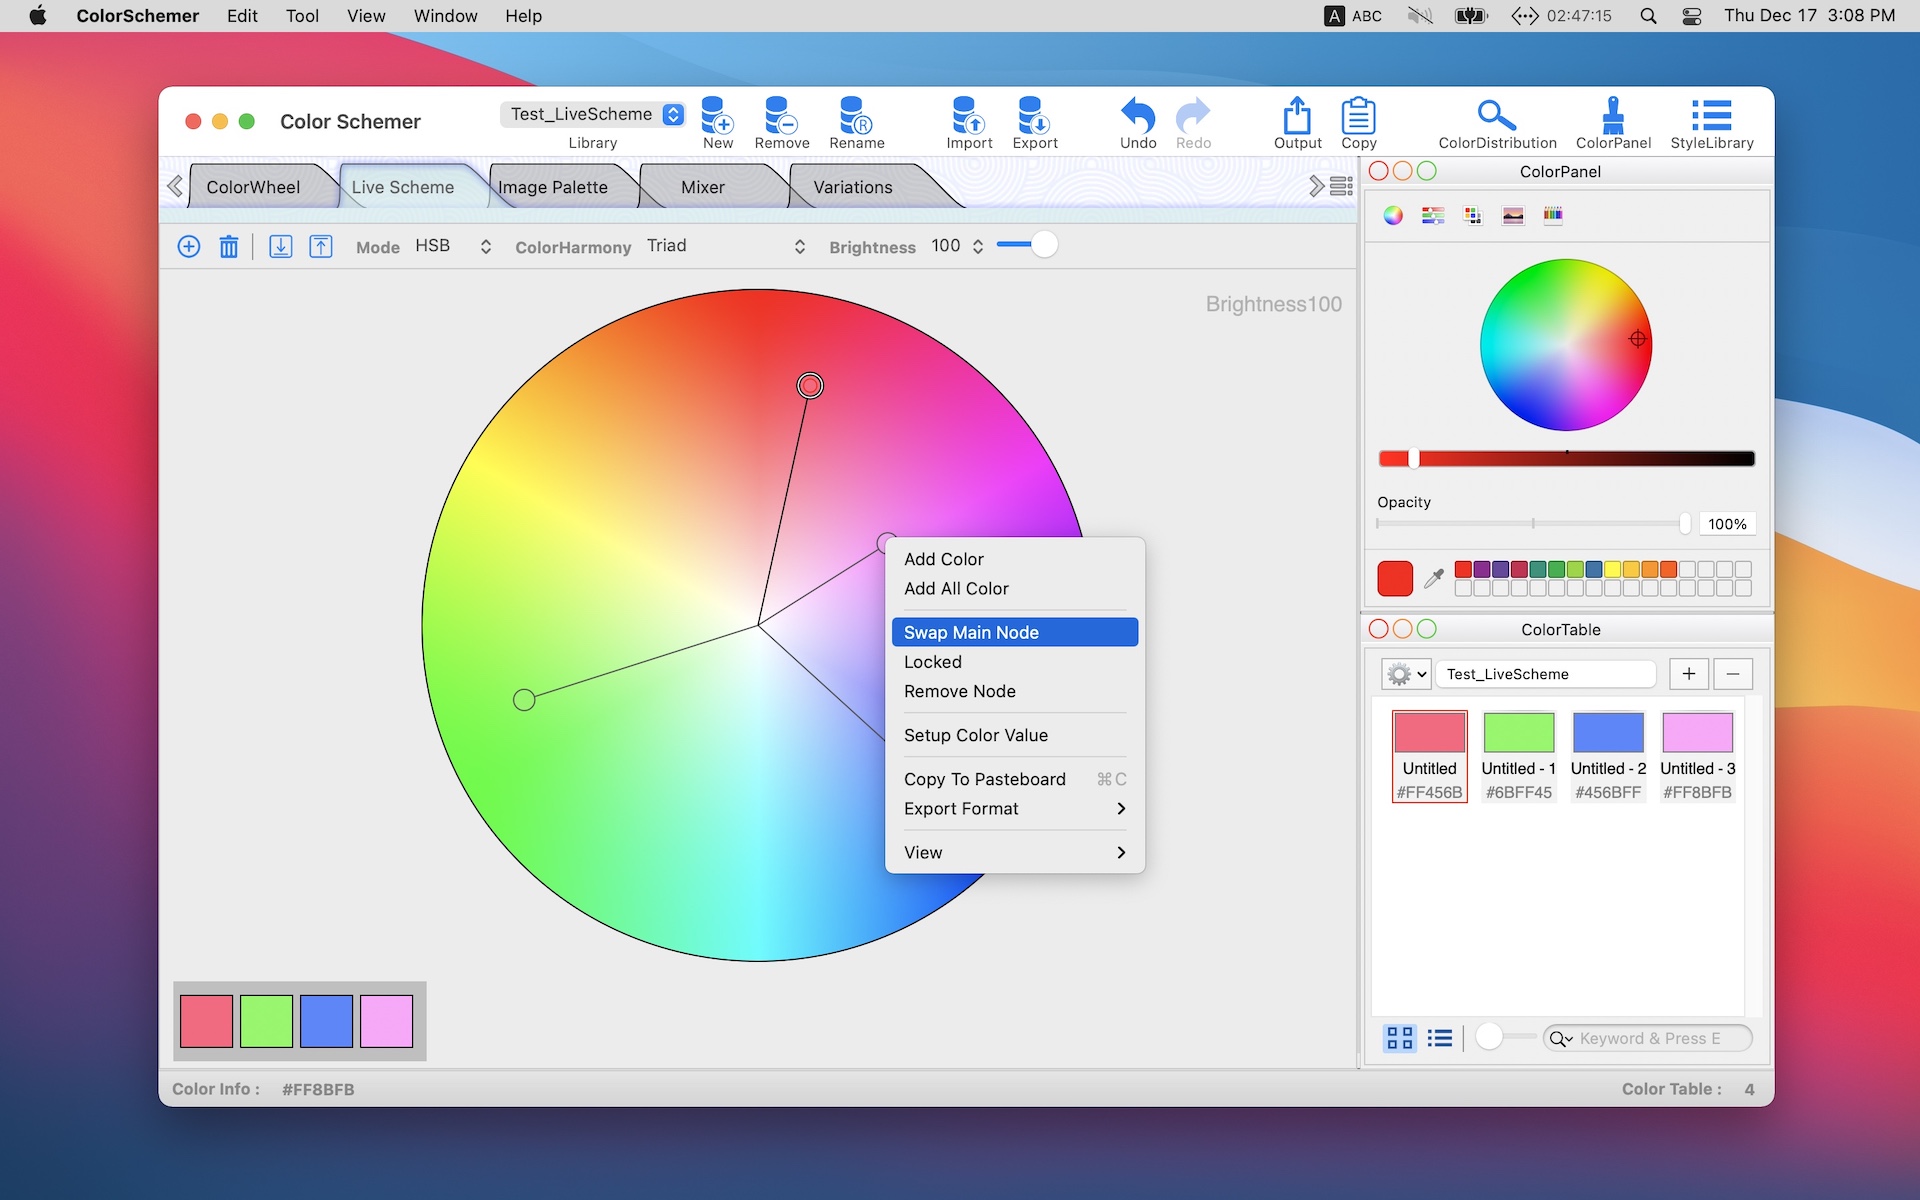 ColorSchemer Edit Tool View Window Help
A ABC 02:47:15 Thu Dec 17 3:08 PM
Color Schemer
Test_LiveScheme
Library New Remove Rename Import Export Undo Redo Output Copy ColorDistribution ColorPanel StyleLibrary
R
ColorWheel Live Scheme Image Palette Mixer Variations
Mode HSB ColorHarmony Triad Brightness 100
Brightness100
Add Color
Add All Color
Swap Main Node
Locked
Remove Node
Setup Color Value
Copy To Pasteboard ⌘C
Export Format
View
ColorPanel
Opacity
100%
ColorTable
Test_LiveScheme
Untitled Untitled - 1 Untitled - 2 Untitled - 3
#FF456B #6BFF45 #456BFF #FF8BFB
Keyword & Press E
Color Info : #FF8BFB
Color Table : 4